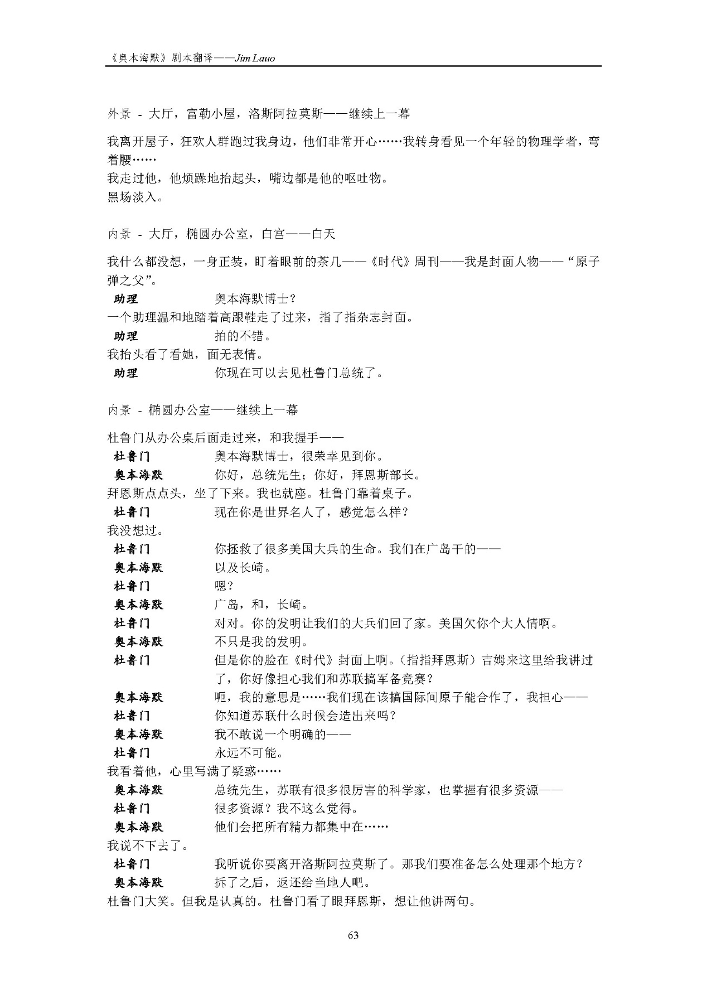 《奥本海默》剧本翻译——Jim Lauo
外景 - 大厅，富勒小屋，洛斯阿拉莫斯——继续上一幕
我离开屋子，狂欢人群跑过我身边，他们非常开心……我转身看见一个年轻的物理学者，弯
着腰……
我走过他，他烦躁地抬起头，嘴边都是他的呕吐物。
黑场淡入。
内景 - 大厅，椭圆办公室，白宫——白天
我什么都没想，一身正装，盯着眼前的茶几——《时代》周刊——我是封面人物——“原子
弹之父”。
助理 奥本海默博士？
一个助理温和地踏着高跟鞋走了过来，指了指杂志封面。
助理 拍的不错。
我抬头看了看她，面无表情。
助理 你现在可以去见杜鲁门总统了。
内景 - 椭圆办公室——继续上一幕
杜鲁门从办公桌后面走过来，和我握手——
杜鲁门 奥本海默博士，很荣幸见到你。
奥本海默 你好，总统先生；你好，拜恩斯部长。
拜恩斯点点头，坐了下来。我也就座。杜鲁门靠着桌子。
杜鲁门 现在你是世界名人了，感觉怎么样？
我没想过。
杜鲁门 你拯救了很多美国大兵的生命。我们在广岛干的——
奥本海默 以及长崎。
杜鲁门 嗯？
奥本海默 广岛，和，长崎。
杜鲁门 对对。你的发明让我们的大兵们回了家。美国欠你个大人情啊。
奥本海默 不只是我的发明。
杜鲁门 但是你的脸在《时代》封面上啊。（指指拜恩斯）吉姆来这里给我讲过
了，你好像担心我们和苏联搞军备竞赛？
奥本海默 呃，我的意思是……我们现在该搞国际间原子能合作了，我担心——
杜鲁门 你知道苏联什么时候会造出来吗？
奥本海默 我不敢说一个明确的——
杜鲁门 永远不可能。
我看着他，心里写满了疑惑……
奥本海默 总统先生，苏联有很多很厉害的科学家，也掌握有很多资源——
杜鲁门 很多资源？我不这么觉得。
奥本海默 他们会把所有精力都集中在……
我说不下去了。
杜鲁门 我听说你要离开洛斯阿拉莫斯了。那我们要准备怎么处理那个地方？
奥本海默 拆了之后，返还给当地人吧。
杜鲁门大笑。但我是认真的。杜鲁门看了眼拜恩斯，想让他讲两句。
63